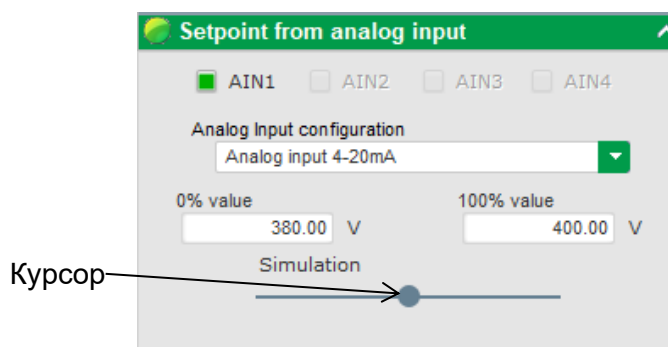 Setpoint from analog input
AIN1 AIN2 AIN3 AIN4
Analog Input configuration
Analog input 4-20mA
0% value 100% value
380.00 V 400.00 V
Simulation
Курсор